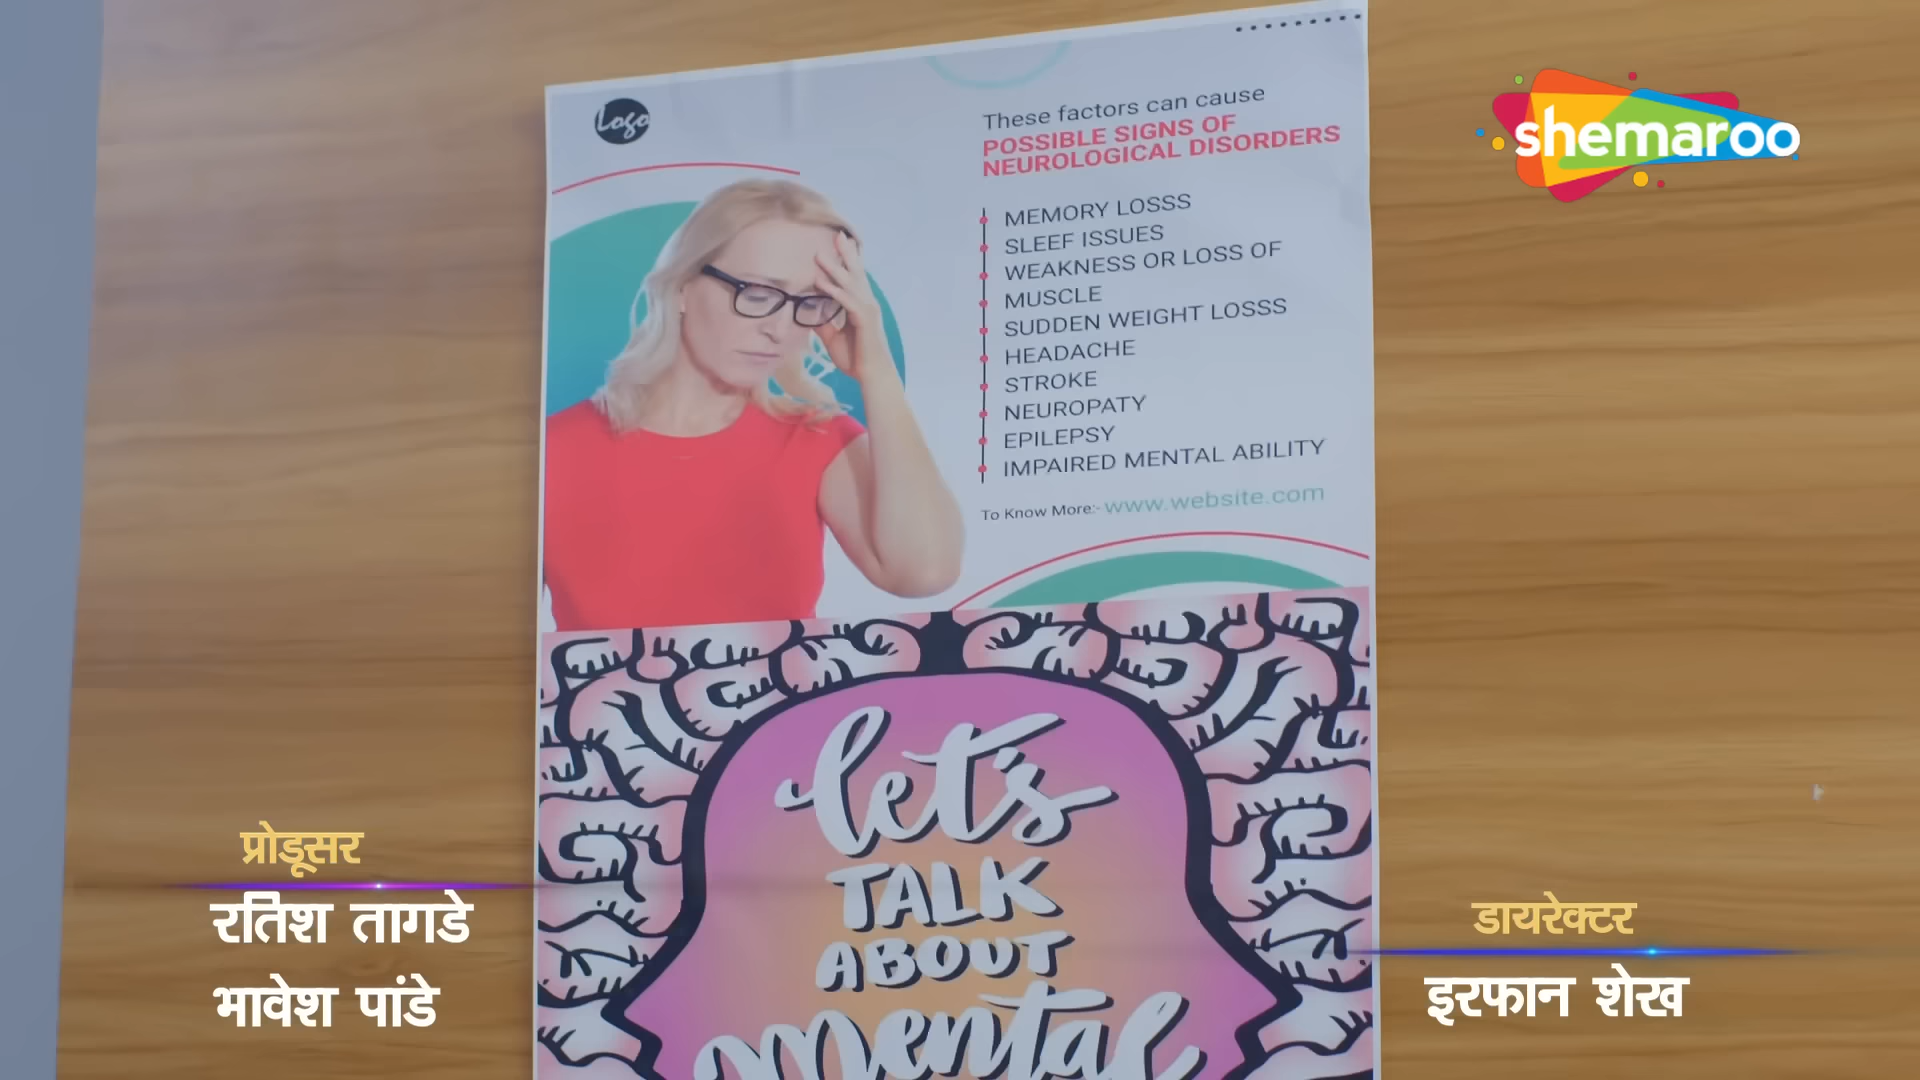 Logo
These factors can cause
POSSIBLE SIGNS OF
NEUROLOGICAL DISORDERS
MEMORY LOSSS
SLEEF ISSUES
WEAKNESS OR LOSS OF
MUSCLE
SUDDEN WEIGHT LOSSS
HEADACHE
STROKE
NEUROPATY
EPILEPSY
IMPAIRED MENTAL ABILITY
To Know More:- www.website.com
shemaroo
let's
TALK
ABOUT
mental
प्रोडूसर
रतिश तागडे
भावेश पांडे
डायरेक्टर
इरफान शेख